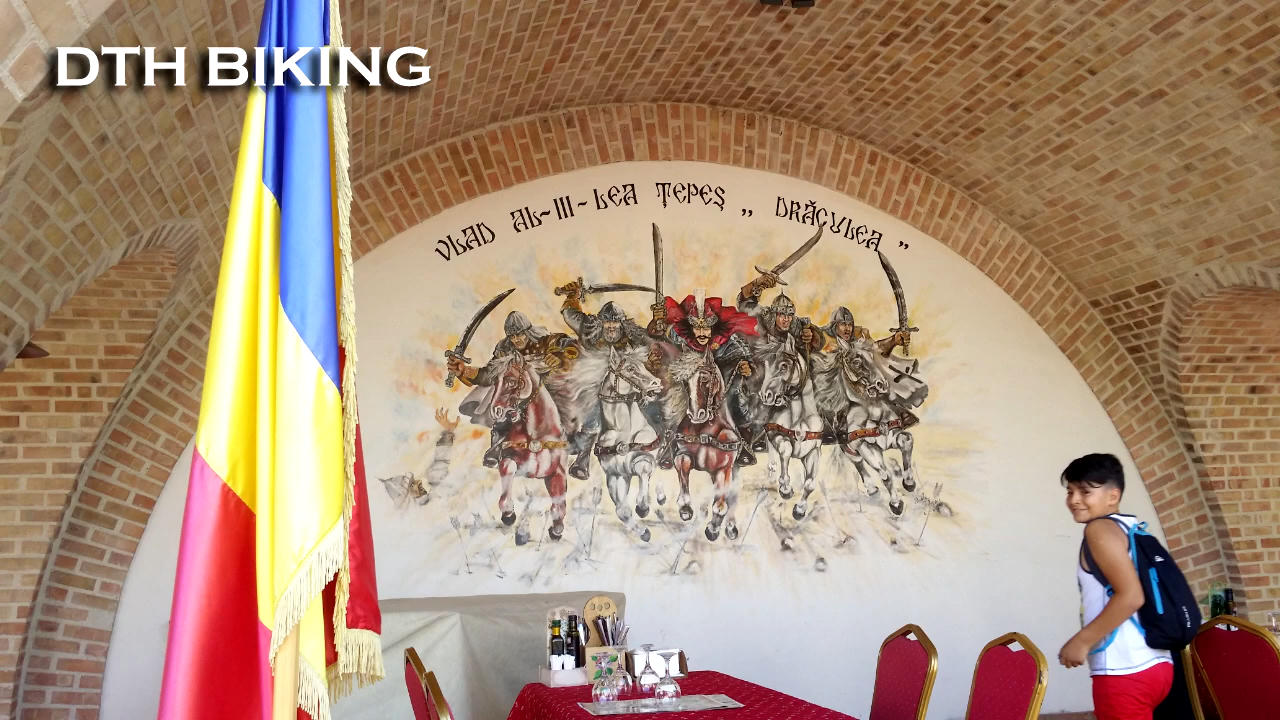 DTH BIKING
VLAD AL-III-LEA ȚEPEȘ „ DRĂCULEA ”